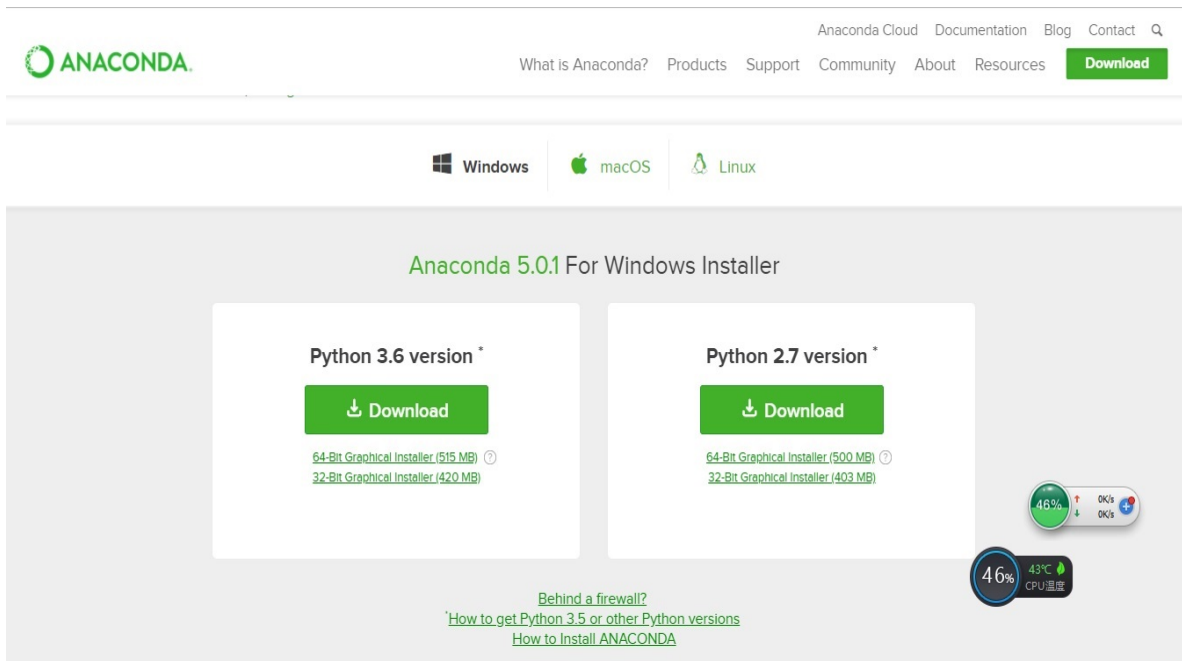 Anaconda Cloud Documentation Blog Contact
ANACONDA.
What is Anaconda? Products Support Community About Resources Download
Windows macOS Linux
Anaconda 5.0.1 For Windows Installer
Python 3.6 version *
Download
64-Bit Graphical Installer (515 MB) ?
32-Bit Graphical Installer (420 MB)
Python 2.7 version *
Download
64-Bit Graphical Installer (500 MB) ?
32-Bit Graphical Installer (403 MB)
46% 0K/s
0K/s
46% 43℃
CPU温度
Behind a firewall?
*How to get Python 3.5 or other Python versions
How to Install ANACONDA